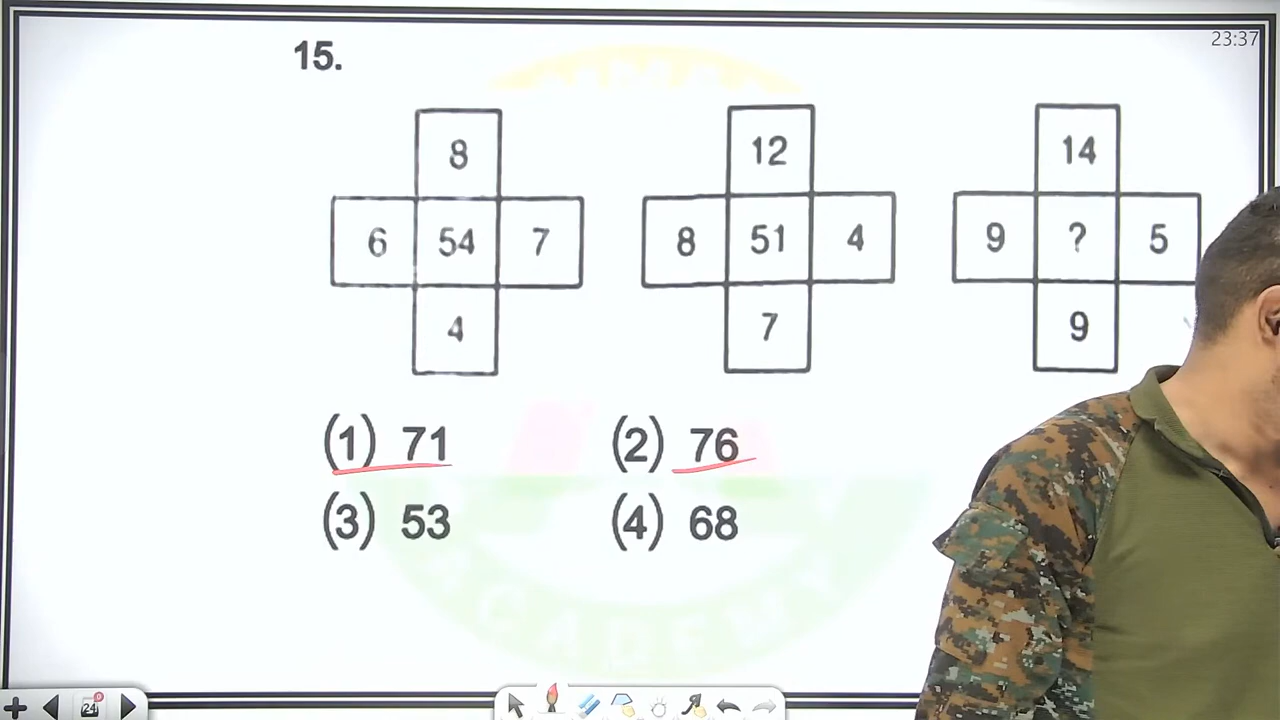 23:37
15.
8 12 14
6 54 7 8 51 4 9 ? 5
4 7 9
(1) 71 (2) 76
(3) 53 (4) 68
ACADEMY
24